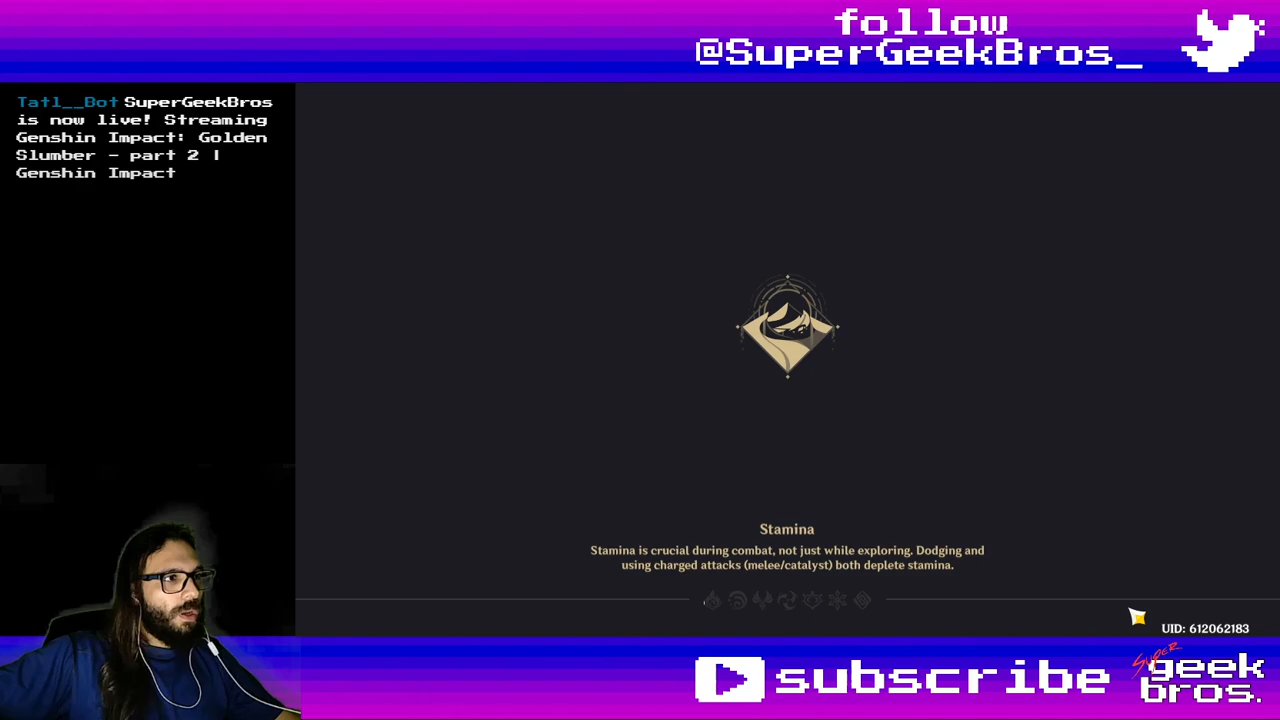 follow
@SuperGeekBros_
Tatl__Bot SuperGeekBros
is now live! Streaming
Genshin Impact: Golden
Slumber - part 2 |
Genshin Impact
Stamina
Stamina is crucial during combat, not just while exploring. Dodging and
using charged attacks (melee/catalyst) both deplete stamina.
UID: 612062183
subscribe
SUPER
geek
bros.